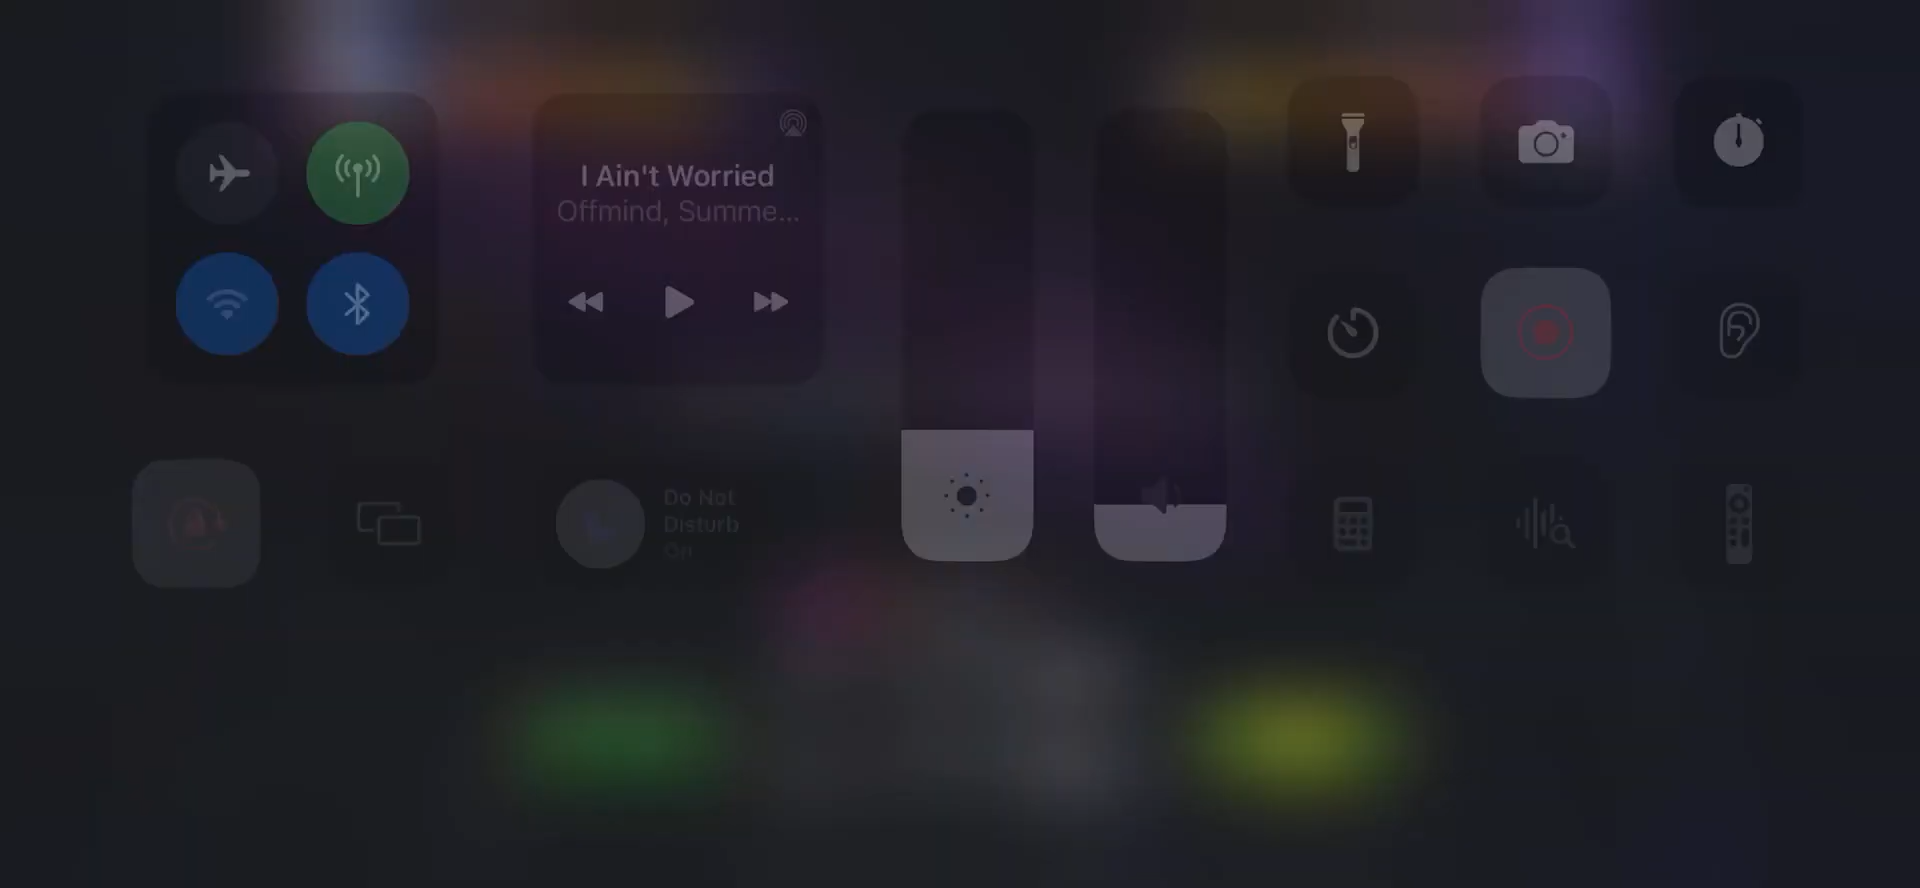 I Ain't Worried
Offmind, Summe...
Do Not
Disturb
On